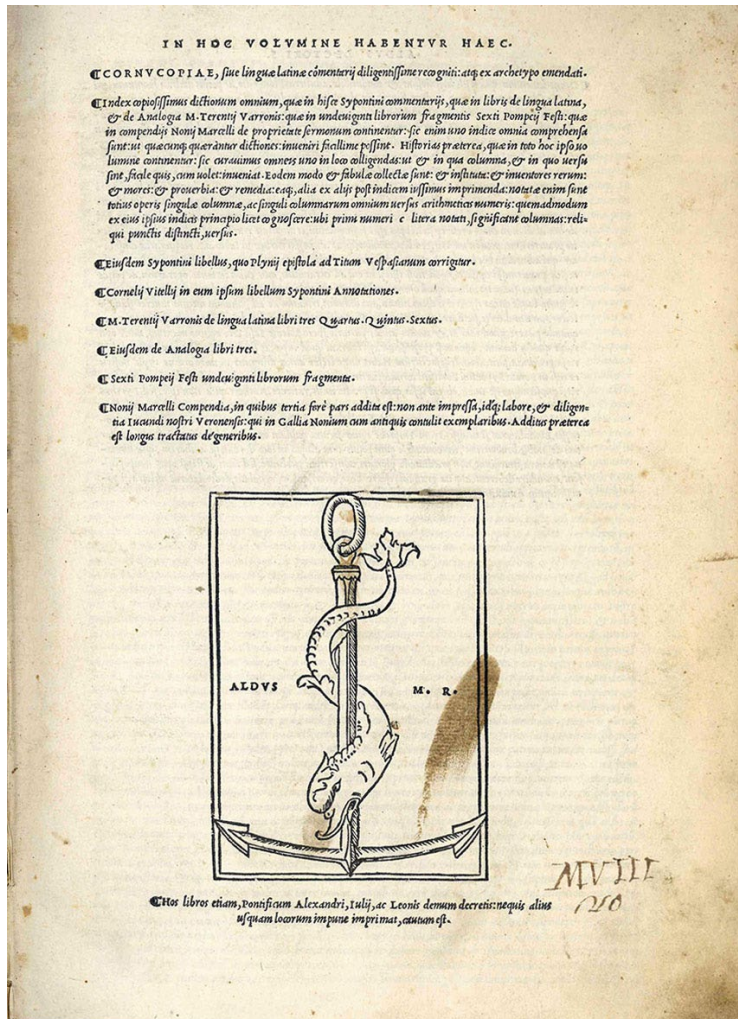 IN HOC VOLVMINE HABENTVR HAEC.
⸿CORNVCOPIAE, siue linguæ latinæ cõmentarij diligentissime recogniti: atq; ex archetypo emendati.
⸿Index copiosissimus dictionum omnium, quæ in hisce Sypontini commentarijs, quæ in libris de lingua latina,
& de Analogia M. Terentij Varronis: quæ in undeuiginti librorum fragmentis Sexti Pompeij Festi: quæ
in compendijs Nonij Marcelli de proprietate sermonum continentur: sic enim uno indice omnia comprehensa
sunt: ut quæcunq; quærantur dictiones: inueniri facillime possint. Historias præterea, quæ in toto hoc ipso uo
lumine continentur: sic curauimus omneis uno in loco colligendas: ut & in qua columna, & in quo uersu
sint, facile quis, cum uolet: inueniat. Eodem modo & fabulæ collectæ sunt: & instituta: & inuentores rerum:
& mores: & prouerbia: & remedia: eaq; alia ex alijs post indicem iussimus imprimenda: notatæ enim sunt
totius operis singulæ columnæ, ac singuli columnarum omnium uersus arithmeticis numeris: quemadmodum
ex eius ipsius indicis principio licet cognoscere: ubi primi numeri c litera notati, significant columnas: reli-
qui punctis distincti, uersus.
⸿Eiusdem Sypontini libellus, quo Plynij epistola ad Titum Vespasianum corrigitur.
⸿Cornelij Vitellij in eum ipsum libellum Sypontini Annotationes.
⸿M. Terentij Varronis de lingua latina libri tres Quartus. Quintus. Sextus.
⸿Eiusdem de Analogia libri tres.
⸿Sexti Pompeij Festi undeuiginti librorum fragmenta.
⸿Nonij Marcelli Compendia, in quibus tertia ferè pars addita est: non ante impressa, idq; labore, & diligen-
tia Iucundi nostri Veronensis: qui in Gallia Nonium cum antiquis contulit exemplaribus. Additus præterea
est longus tractatus de generibus.
ALDVS M. R.
MVIII
⸿Hos libros etiam, Pontificum Alexandri, Iulij, ac Leonis demum decretis: nequis alius
usquam locorum impune imprimat, cautum est.